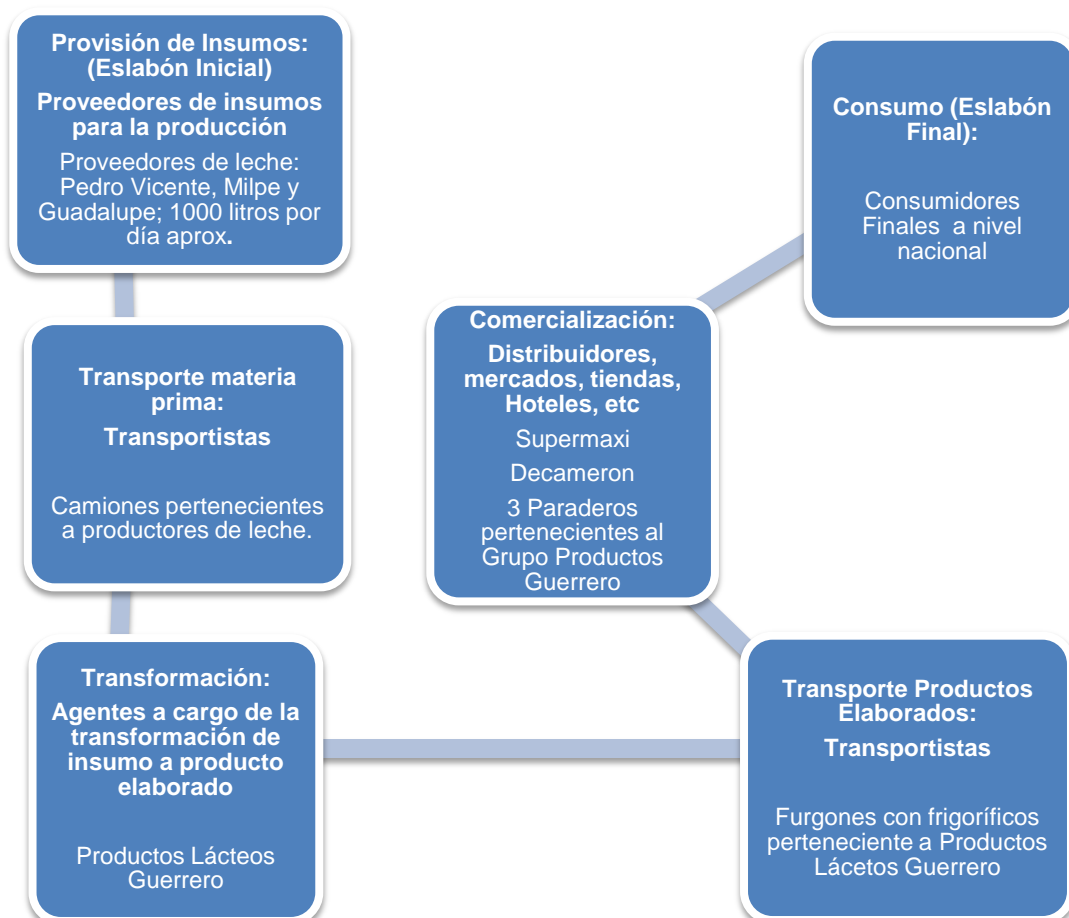 Provisión de Insumos:
(Eslabón Inicial)
Proveedores de insumos
para la producción
Proveedores de leche:
Pedro Vicente, Milpe y
Guadalupe; 1000 litros por
día aprox.
Transporte materia
prima:
Transportistas
Camiones pertenecientes
a productores de leche.
Transformación:
Agentes a cargo de la
transformación de
insumo a producto
elaborado
Productos Lácteos
Guerrero
Transporte Productos
Elaborados:
Transportistas
Furgones con frigoríficos
perteneciente a Productos
Lácetos Guerrero
Comercialización:
Distribuidores,
mercados, tiendas,
Hoteles, etc
Supermaxi
Decameron
3 Paraderos
pertenecientes al
Grupo Productos
Guerrero
Consumo (Eslabón
Final):
Consumidores
Finales a nivel
nacional